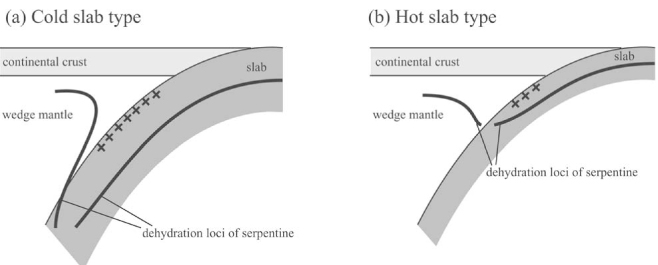 (a) Cold slab type
continental crust
slab
wedge mantle
dehydration loci of serpentine
(b) Hot slab type
continental crust
slab
wedge mantle
dehydration loci of serpentine